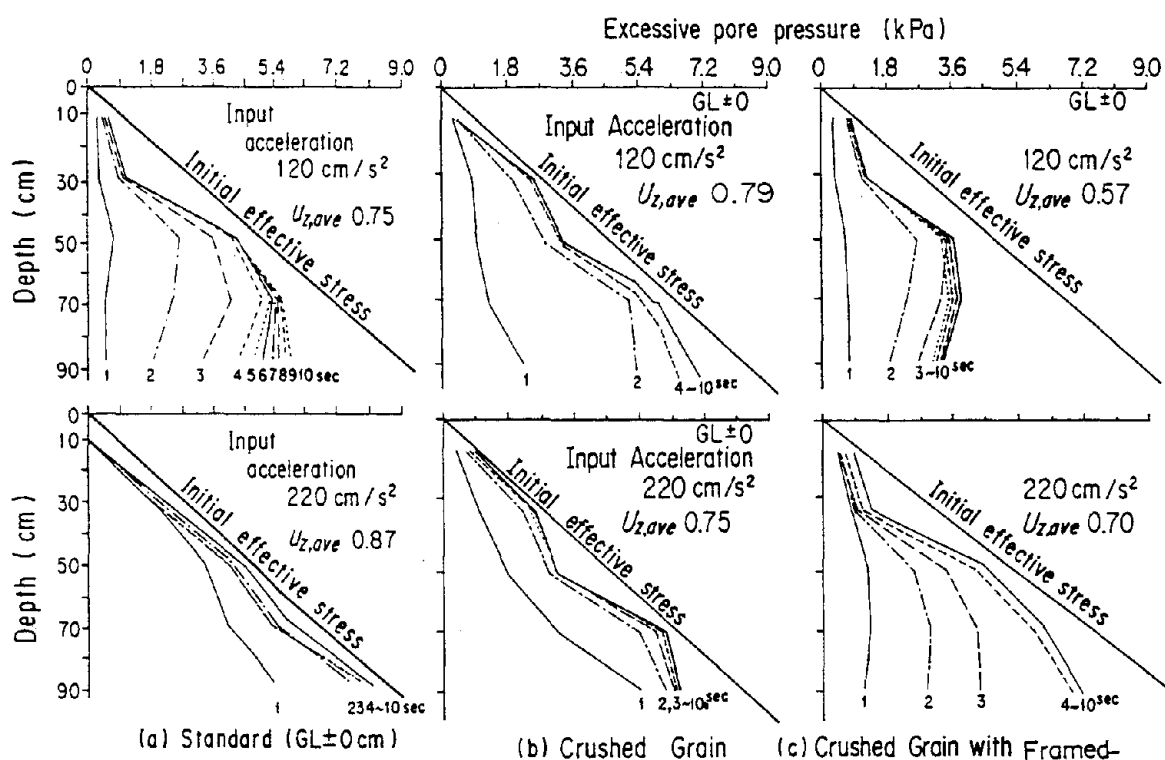 Excessive pore pressure (kPa)
0 1.8 3.6 5.4 7.2 9.0
0 1.8 3.6 5.4 7.2 9.0
0 1.8 3.6 5.4 7.2 9.0
Depth (cm)
0
10
30
50
70
90
Input
acceleration
120 cm/s²
Uz,ave 0.75
Initial effective stress
1 2 3 4 5 6 7 8 9 10 sec
GL±0
Input Acceleration
120 cm/s²
Uz,ave 0.79
Initial effective stress
1 2 4~10 sec
GL±0
120 cm/s²
Uz,ave 0.57
Initial effective stress
1 2 3~10 sec
Depth (cm)
0
10
30
50
70
90
Input
acceleration
220 cm/s²
Uz,ave 0.87
Initial effective stress
1 2 3 4~10 sec
GL±0
Input Acceleration
220 cm/s²
Uz,ave 0.75
Initial effective stress
1 2,3~10 sec
220 cm/s²
Uz,ave 0.70
Initial effective stress
1 2 3 4~10 sec
(a) Standard (GL±0cm)
(b) Crushed Grain
(c) Crushed Grain with Framed-